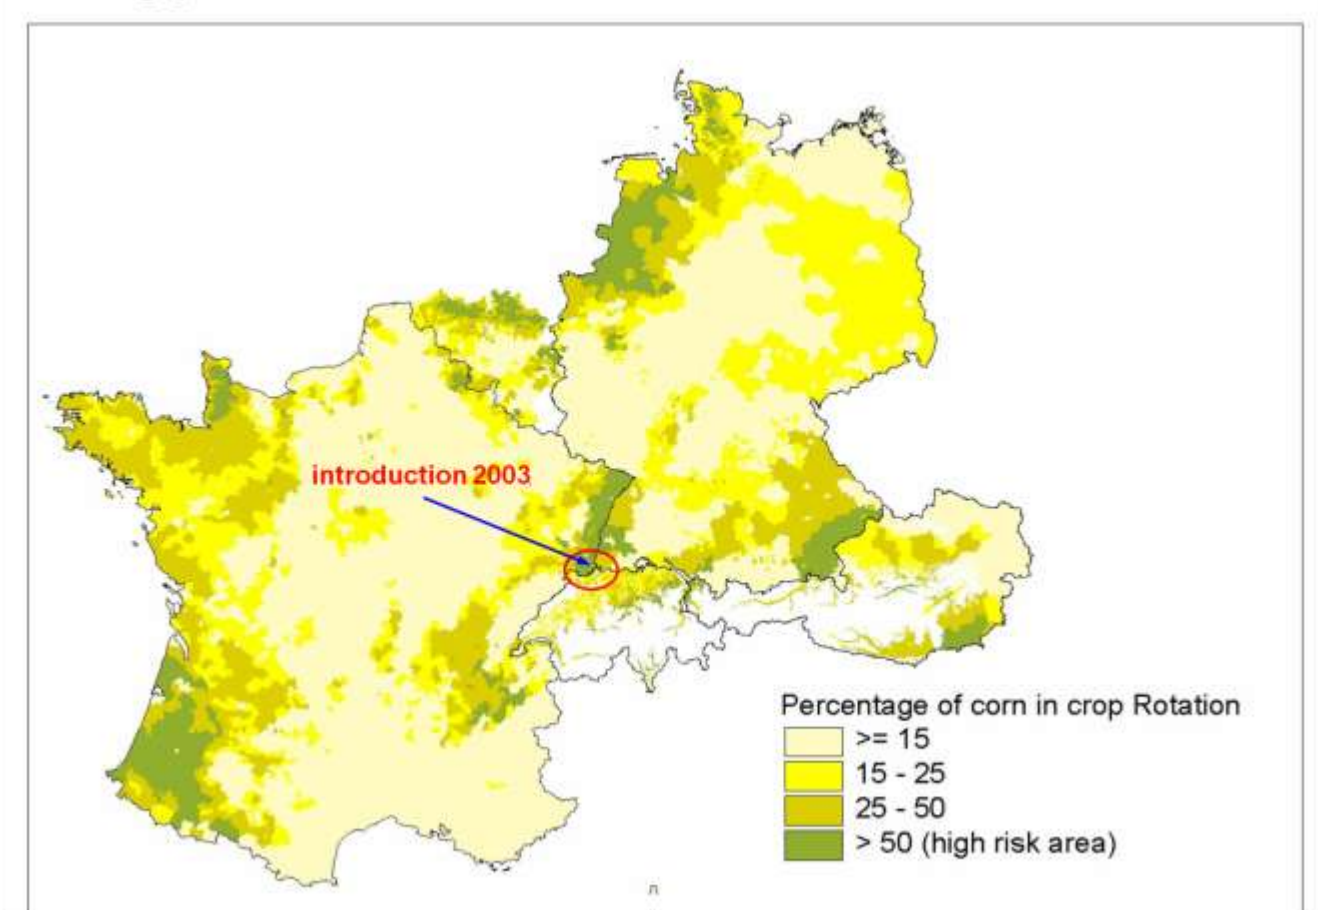 introduction 2003
Percentage of corn in crop Rotation
>= 15
15 - 25
25 - 50
> 50 (high risk area)